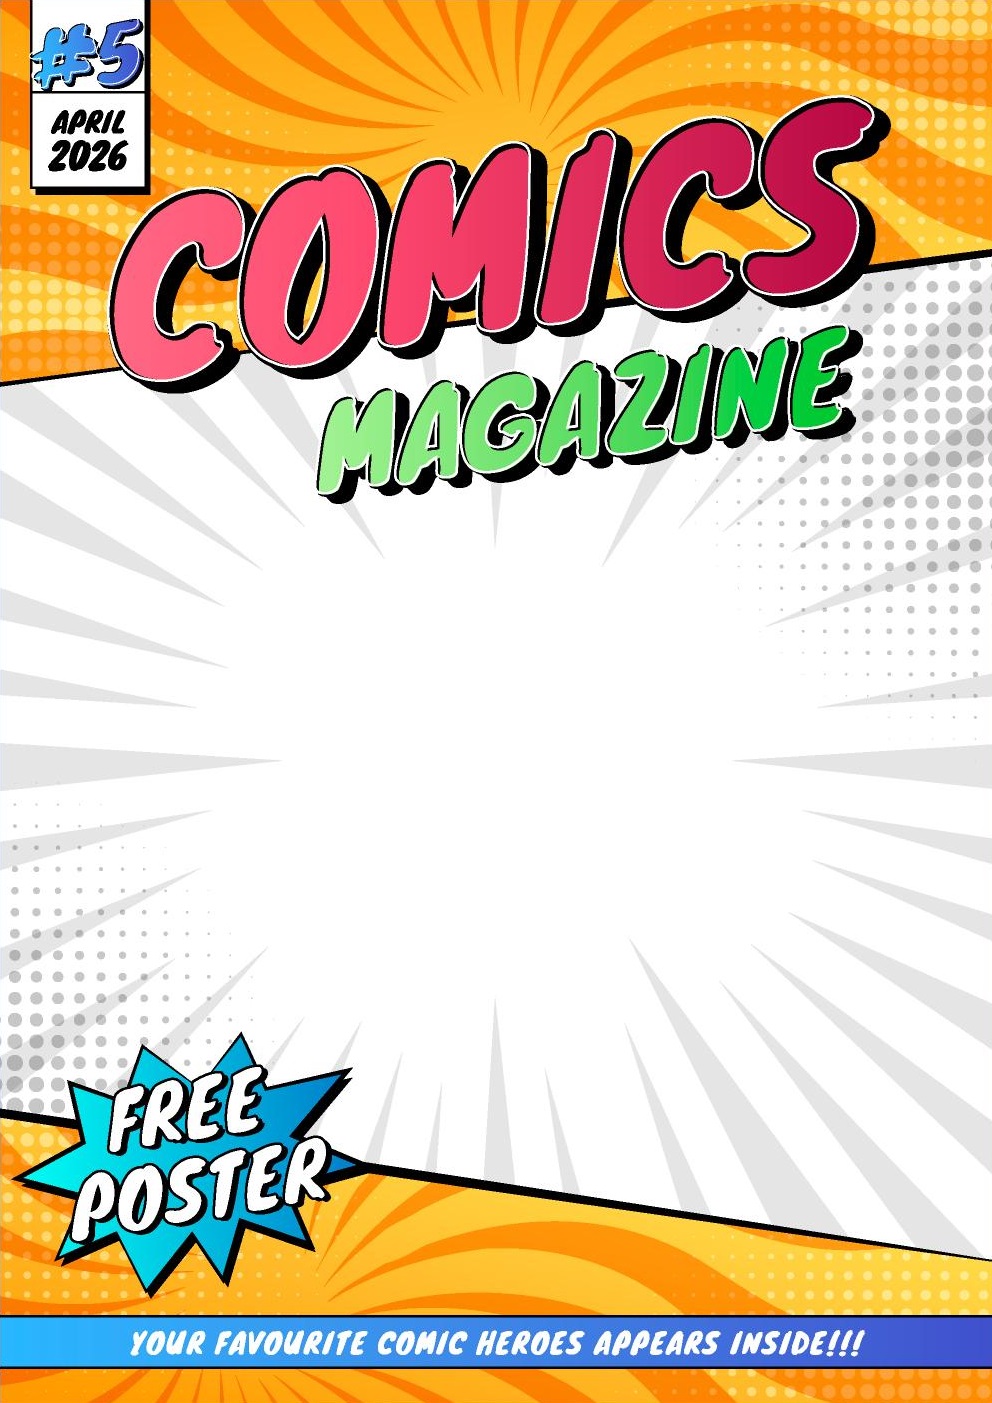 #5
APRIL
2026
COMICS
MAGAZINE
FREE
POSTER
YOUR FAVOURITE COMIC HEROES APPEARS INSIDE!!!